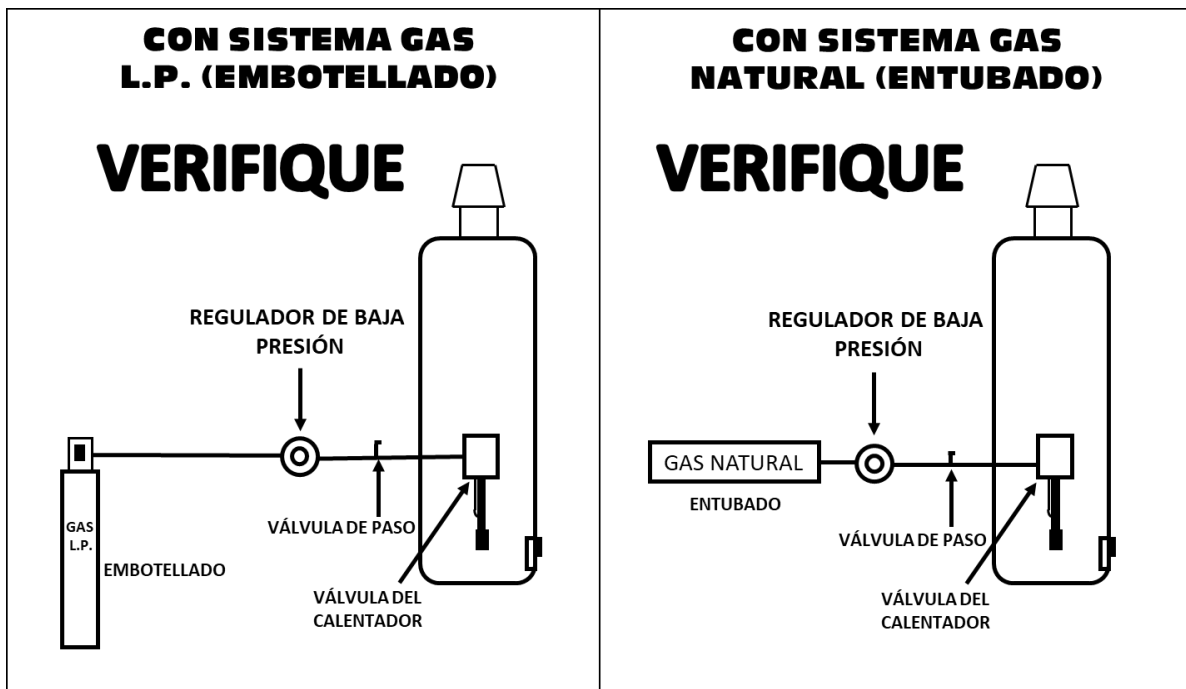 CON SISTEMA GAS
L.P. (EMBOTELLADO)
VERIFIQUE
REGULADOR DE BAJA
PRESIÓN
GAS
L.P.
EMBOTELLADO
VÁLVULA DE PASO
VÁLVULA DEL
CALENTADOR
CON SISTEMA GAS
NATURAL (ENTUBADO)
VERIFIQUE
REGULADOR DE BAJA
PRESIÓN
GAS NATURAL
ENTUBADO
VÁLVULA DE PASO
VÁLVULA DEL
CALENTADOR